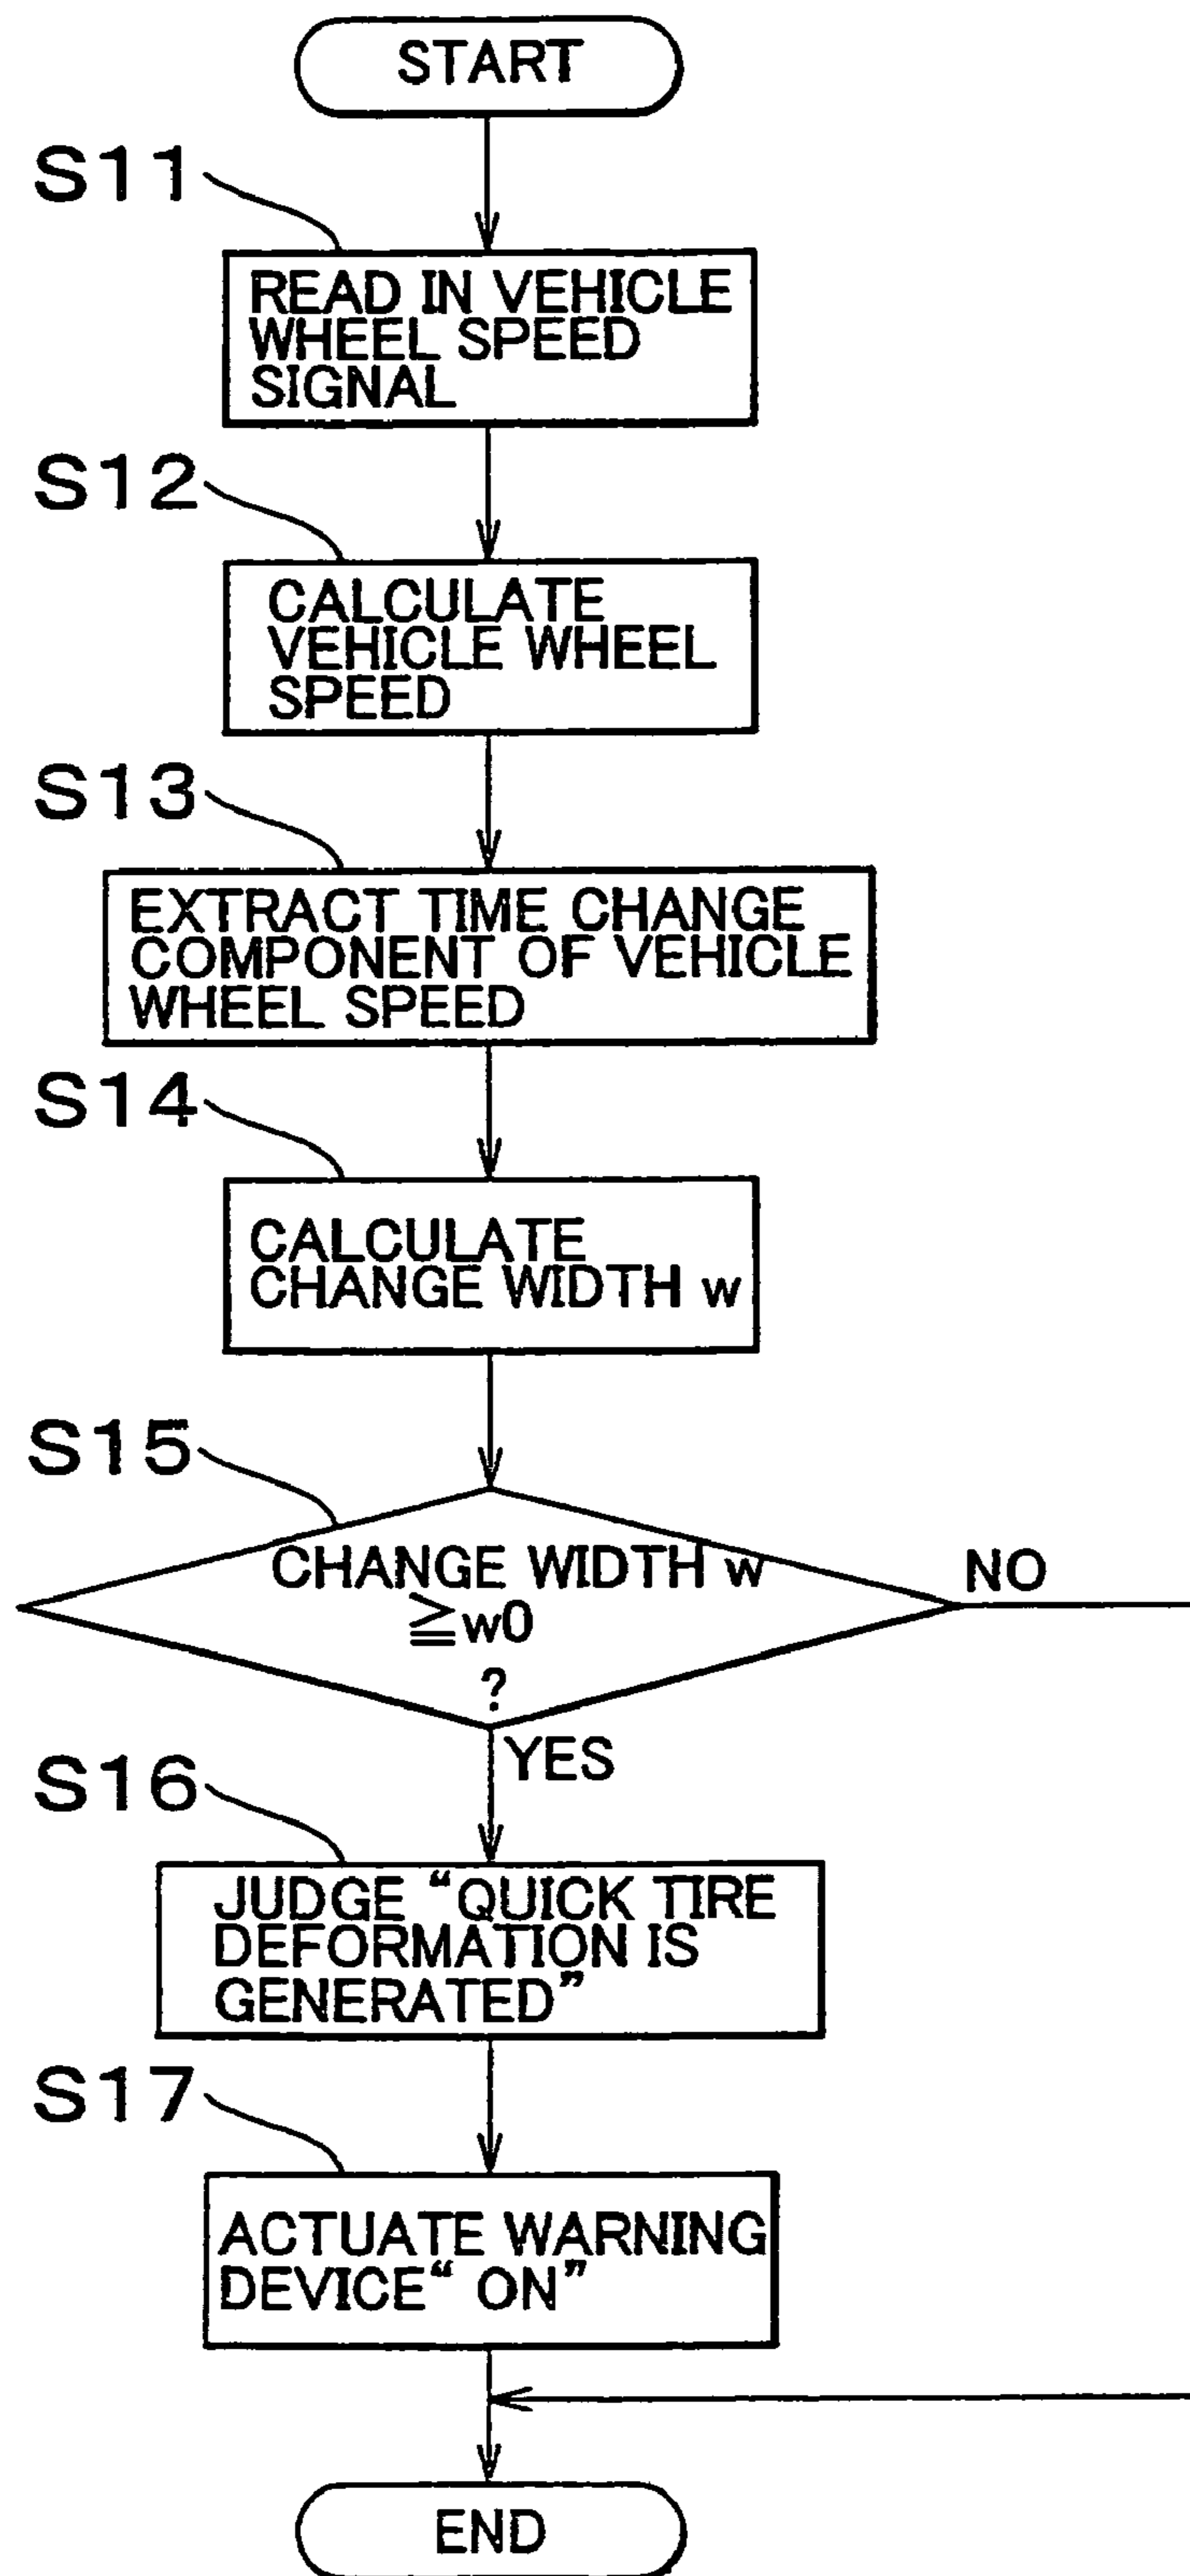 START
S11
READ IN VEHICLE
WHEEL SPEED
SIGNAL
S12
CALCULATE
VEHICLE WHEEL
SPEED
S13
EXTRACT TIME CHANGE
COMPONENT OF VEHICLE
WHEEL SPEED
S14
CALCULATE
CHANGE WIDTH w
S15
CHANGE WIDTH w
≧w0
?
NO
YES
S16
JUDGE “QUICK TIRE
DEFORMATION IS
GENERATED”
S17
ACTUATE WARNING
DEVICE“ ON”
END